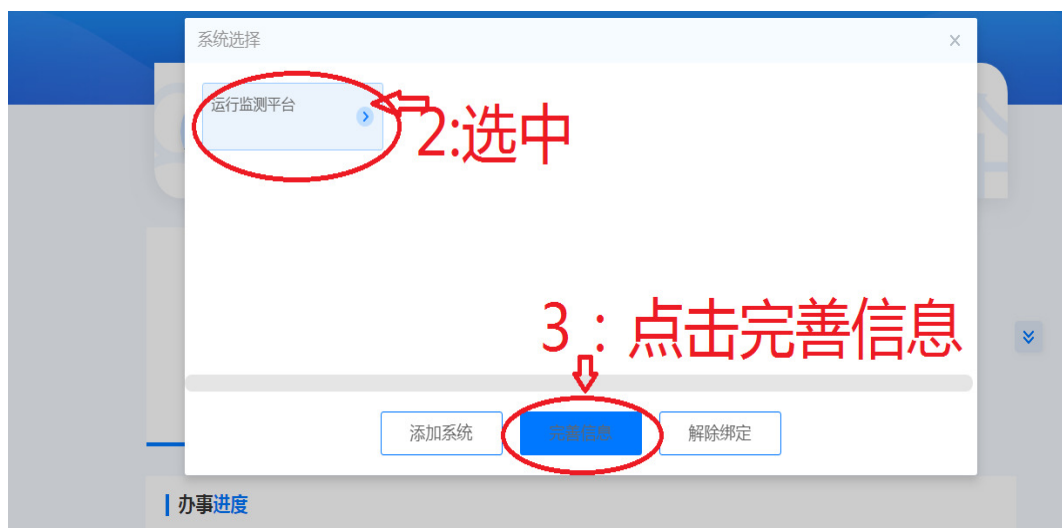 系统选择
运行监测平台
2:选中
3：点击完善信息
添加系统
完善信息
解除绑定
办事进度